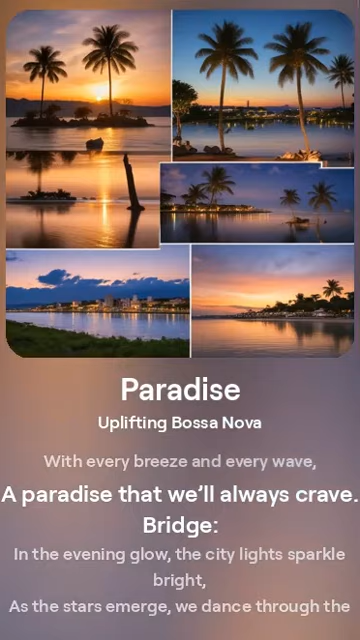 Paradise
Uplifting Bossa Nova
With every breeze and every wave,
A paradise that we'll always crave.
Bridge:
In the evening glow, the city lights sparkle
bright,
As the stars emerge, we dance through the